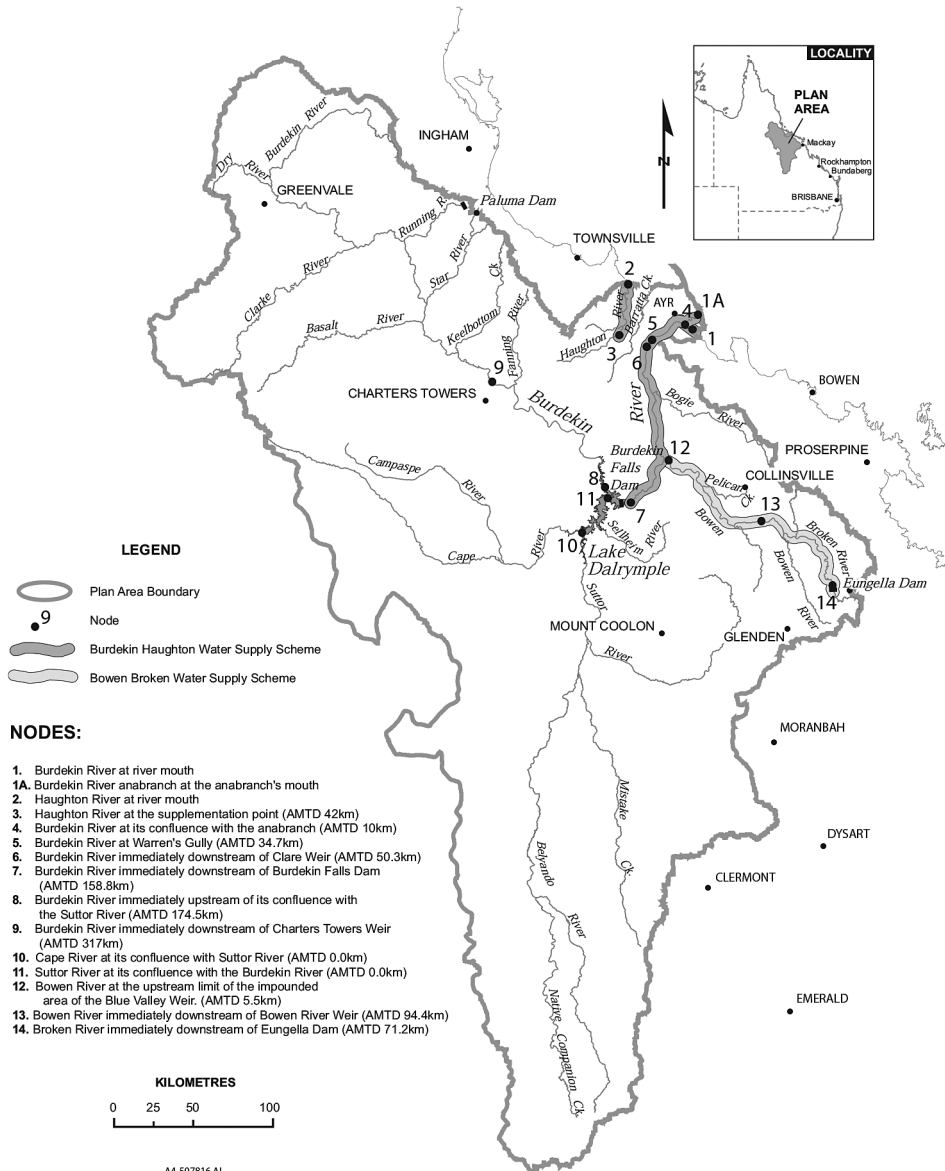 LOCALITY
PLAN
AREA
Mackay
Rockhampton
Bundaberg
BRISBANE
N
INGHAM
Burdekin River
Dry
River
GREENVALE
Running R.
Paluma Dam
TOWNSVILLE
Clarke
River
Star
River
Ck
Keelbottom
Basalt
River
Fanning
River
2
River
Barratta Ck.
Haughton
3
AYR
4
1A
1
5
6
9
CHARTERS TOWERS
Burdekin
River
Bogie
River
BOWEN
PROSERPINE
Campaspe
River
Burdekin
Falls
Dam
12
COLLINSVILLE
Pelican
Ck.
8
11
7
13
Bowen
Broken
River
Sellheim
River
Cape
River
10
Lake
Dalrymple
Bowen
River
Eungella Dam
14
Suttor
River
MOUNT COOLON
GLENDEN
MORANBAH
Mistake
Ck.
DYSART
CLERMONT
Belyando
River
EMERALD
Native Companion Ck.
LEGEND
Plan Area Boundary
9
Node
Burdekin Haughton Water Supply Scheme
Bowen Broken Water Supply Scheme
NODES:
1. Burdekin River at river mouth
1A. Burdekin River anabranch at the anabranch's mouth
2. Haughton River at river mouth
3. Haughton River at the supplementation point (AMTD 42km)
4. Burdekin River at its confluence with the anabranch (AMTD 10km)
5. Burdekin River at Warren's Gully (AMTD 34.7km)
6. Burdekin River immediately downstream of Clare Weir (AMTD 50.3km)
7. Burdekin River immediately downstream of Burdekin Falls Dam
(AMTD 158.8km)
8. Burdekin River immediately upstream of its confluence with
the Suttor River (AMTD 174.5km)
9. Burdekin River immediately downstream of Charters Towers Weir
(AMTD 317km)
10. Cape River at its confluence with Suttor River (AMTD 0.0km)
11. Suttor River at its confluence with the Burdekin River (AMTD 0.0km)
12. Bowen River at the upstream limit of the impounded
area of the Blue Valley Weir. (AMTD 5.5km)
13. Bowen River immediately downstream of Bowen River Weir (AMTD 94.4km)
14. Broken River immediately downstream of Eungella Dam (AMTD 71.2km)
KILOMETRES
0 25 50 100